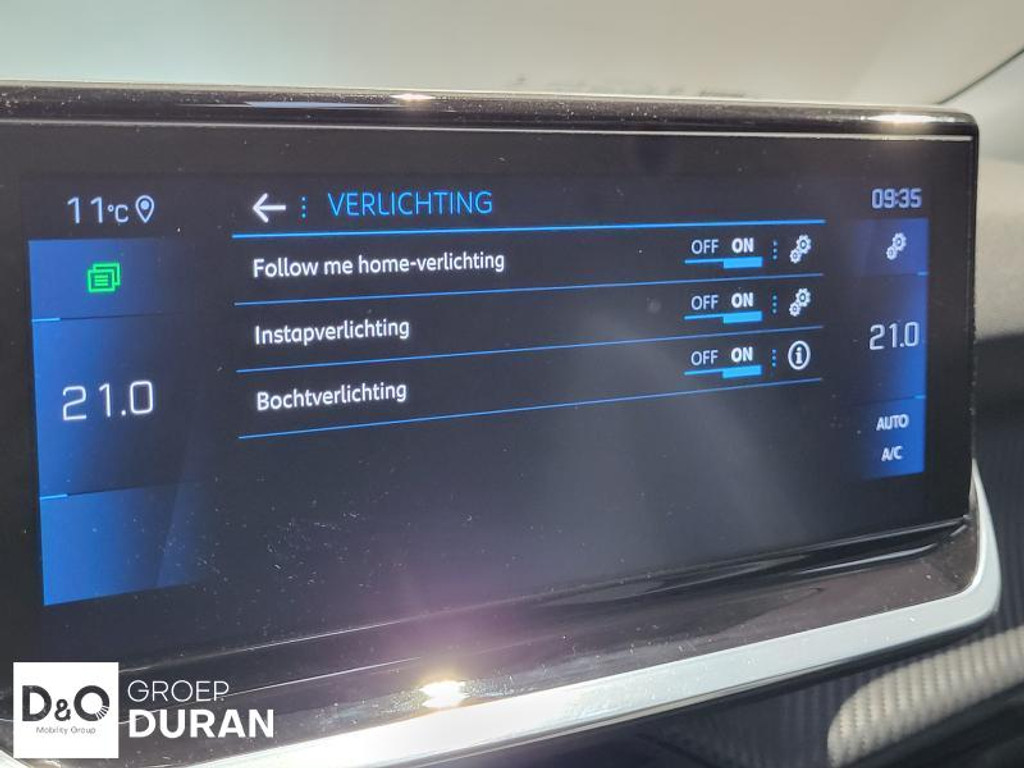 11°C
VERLICHTING
09:35
Follow me home-verlichting OFF ON
Instapverlichting OFF ON
Bochtverlichting OFF ON
21.0
21.0
AUTO
A/C
D&O
Mobility Group
GROEP
DURAN